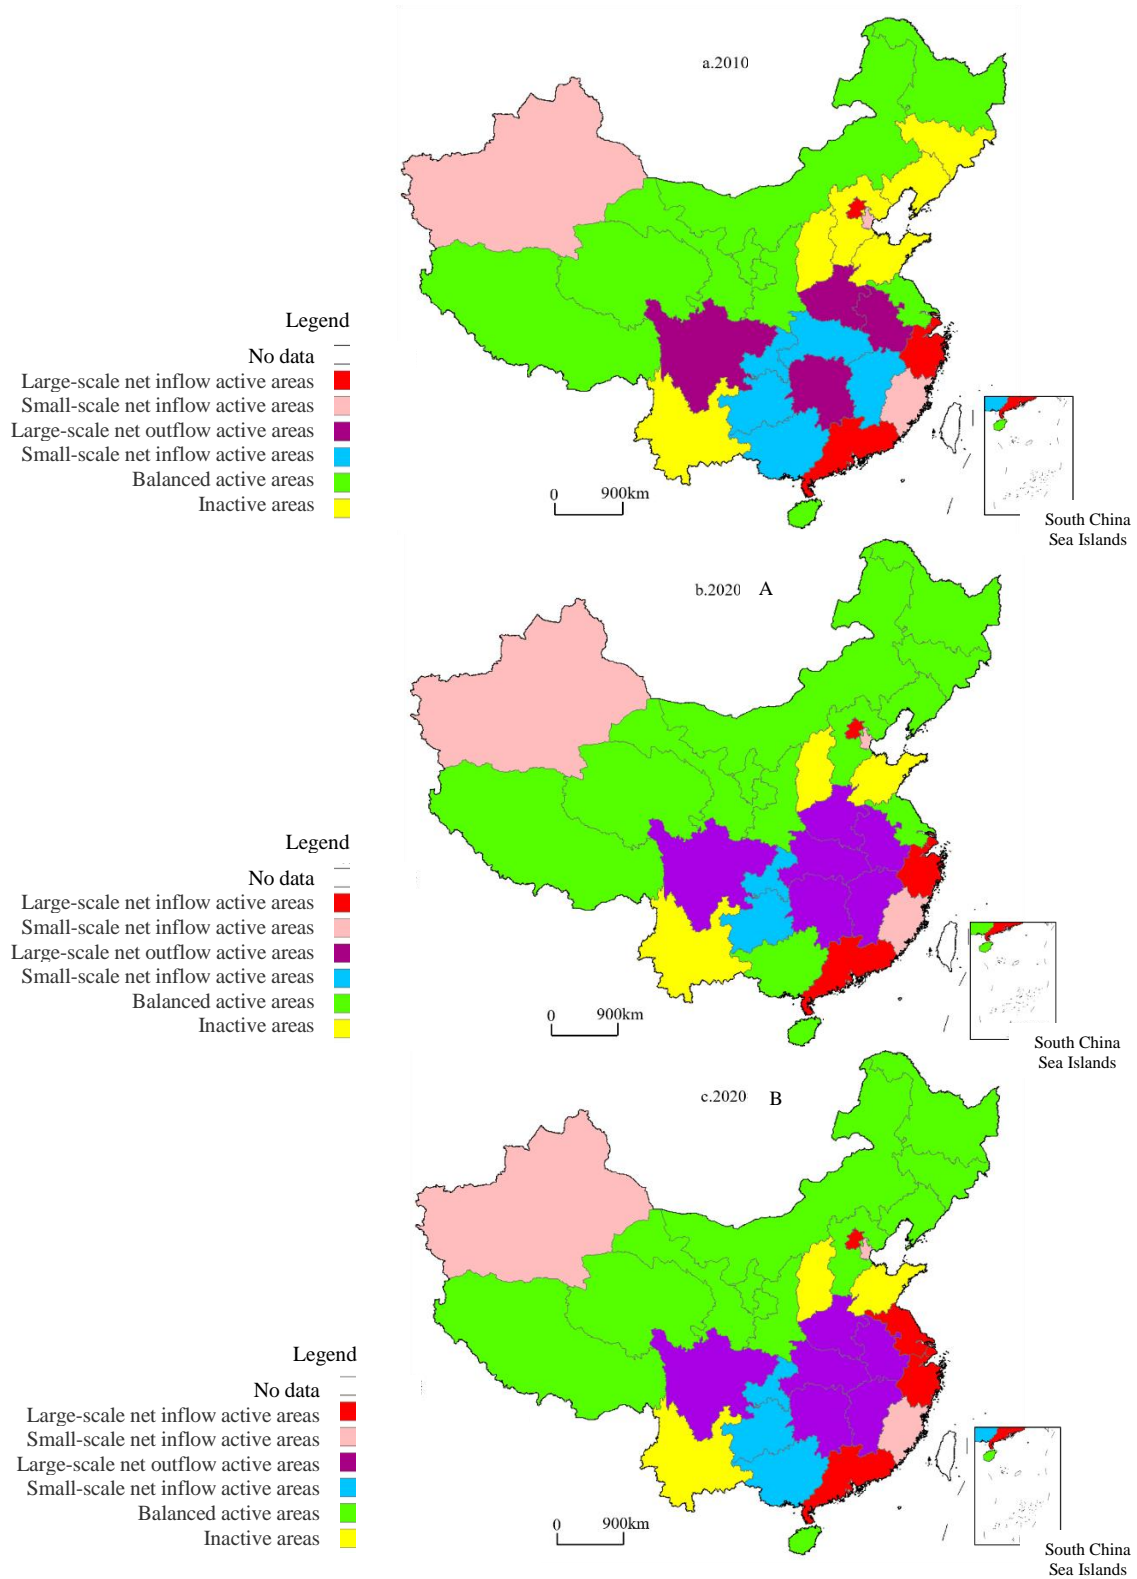 a.2010
Legend
No data
Large-scale net inflow active areas
Small-scale net inflow active areas
Large-scale net outflow active areas
Small-scale net inflow active areas
Balanced active areas
Inactive areas
0 900km
South China
Sea Islands
b.2020 A
Legend
No data
Large-scale net inflow active areas
Small-scale net inflow active areas
Large-scale net outflow active areas
Small-scale net inflow active areas
Balanced active areas
Inactive areas
0 900km
South China
Sea Islands
c.2020 B
Legend
No data
Large-scale net inflow active areas
Small-scale net inflow active areas
Large-scale net outflow active areas
Small-scale net inflow active areas
Balanced active areas
Inactive areas
0 900km
South China
Sea Islands